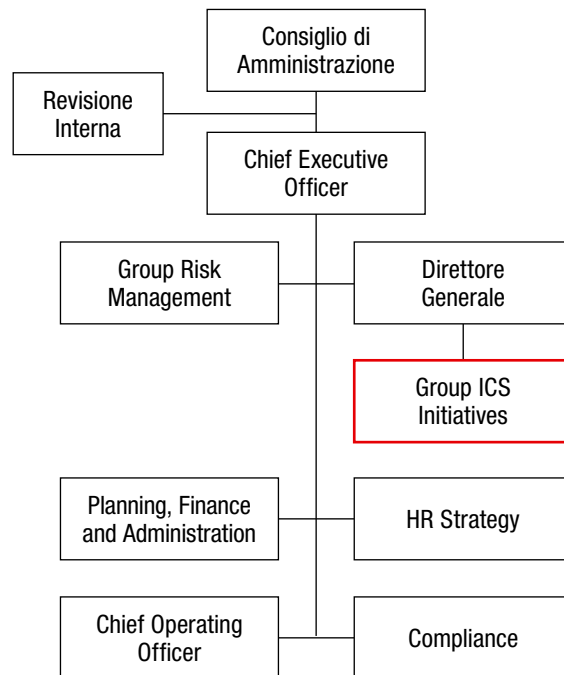 Consiglio di
Amministrazione
Revisione
Interna
Chief Executive
Officer
Group Risk
Management
Direttore
Generale
Group ICS
Initiatives
Planning, Finance
and Administration
HR Strategy
Chief Operating
Officer
Compliance